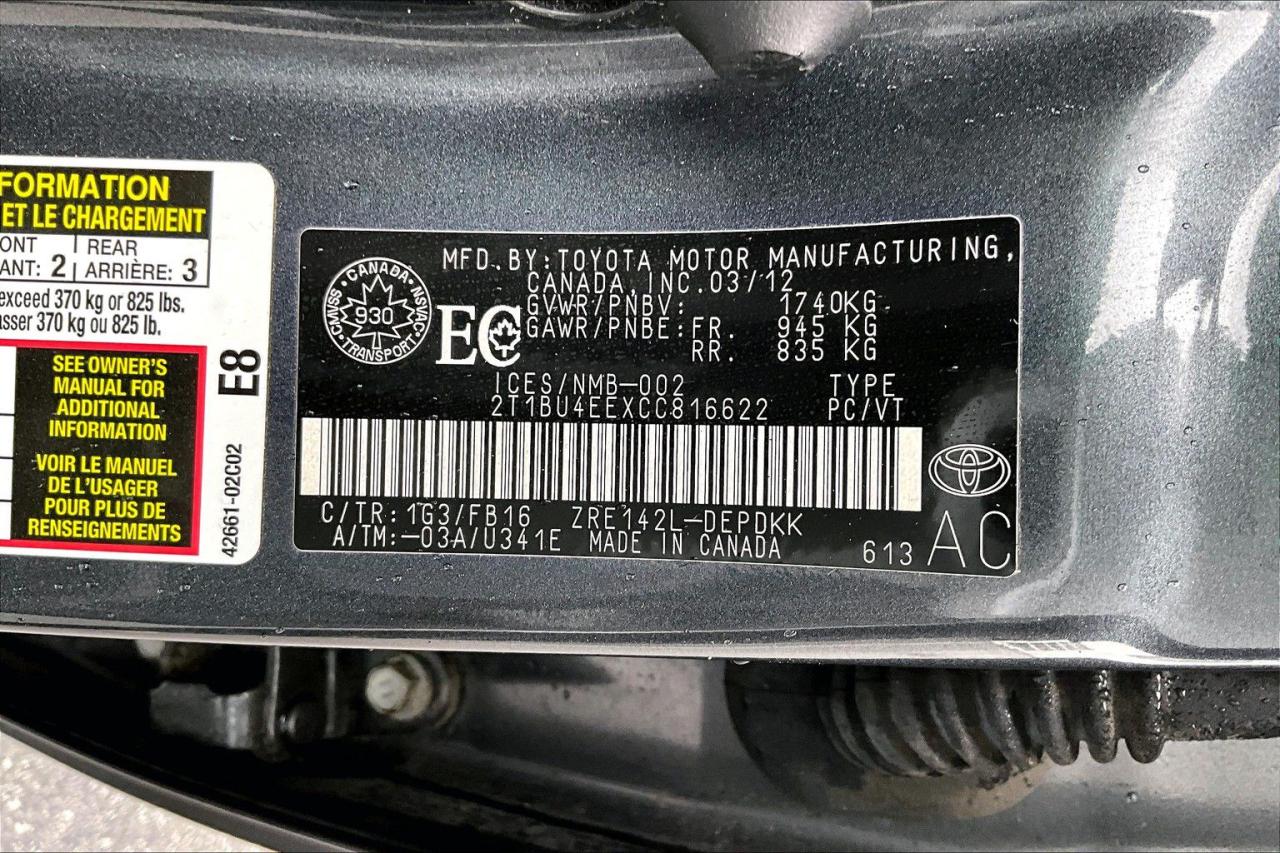 FORMATION
ET LE CHARGEMENT
ONT REAR
ANT: 2 ARRIÈRE: 3
exceed 370 kg or 825 lbs.
asser 370 kg ou 825 lb.
SEE OWNER'S
MANUAL FOR
ADDITIONAL
INFORMATION
VOIR LE MANUEL
DE L'USAGER
POUR PLUS DE
RENSEIGNEMENTS
E8
42661-02C02
MFD.BY:TOYOTA MOTOR MANUFACTURING,
CANADA, INC.03/12
GVWR/PNBV: 1740KG
GAWR/PNBE:FR. 945 KG
RR. 835 KG
CANADA
CMVSS 930 NSVAC
TRANSPORT
EC
ICES/NMB-002 TYPE
2T1BU4EEXCC816622 PC/VT
C/TR: 1G3/FB16 ZRE142L-DEPDKK
A/TM:-03A/U341E MADE IN CANADA
613 AC